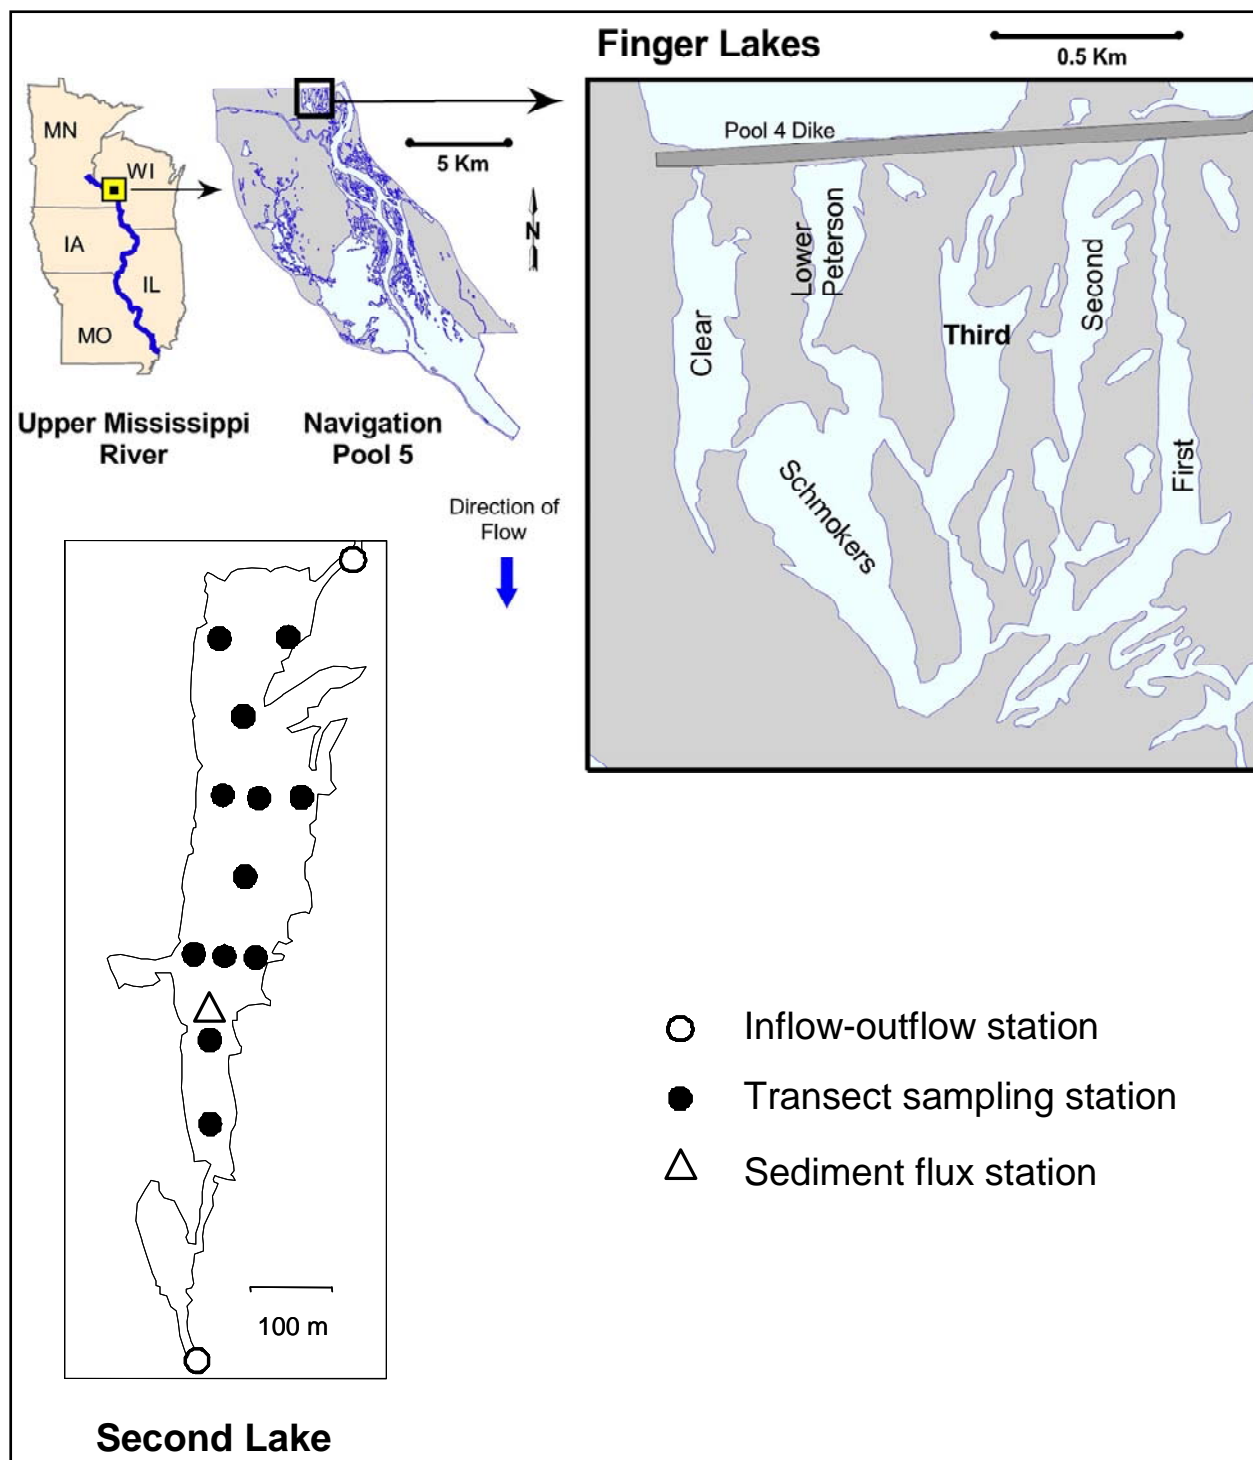 Finger Lakes
0.5 Km
MN
WI
IA
IL
MO
5 Km
N
Upper Mississippi
River
Navigation
Pool 5
Pool 4 Dike
Clear
Lower
Peterson
Third
Second
First
Schmokers
Direction of
Flow
100 m
Second Lake
Inflow-outflow station
Transect sampling station
Sediment flux station